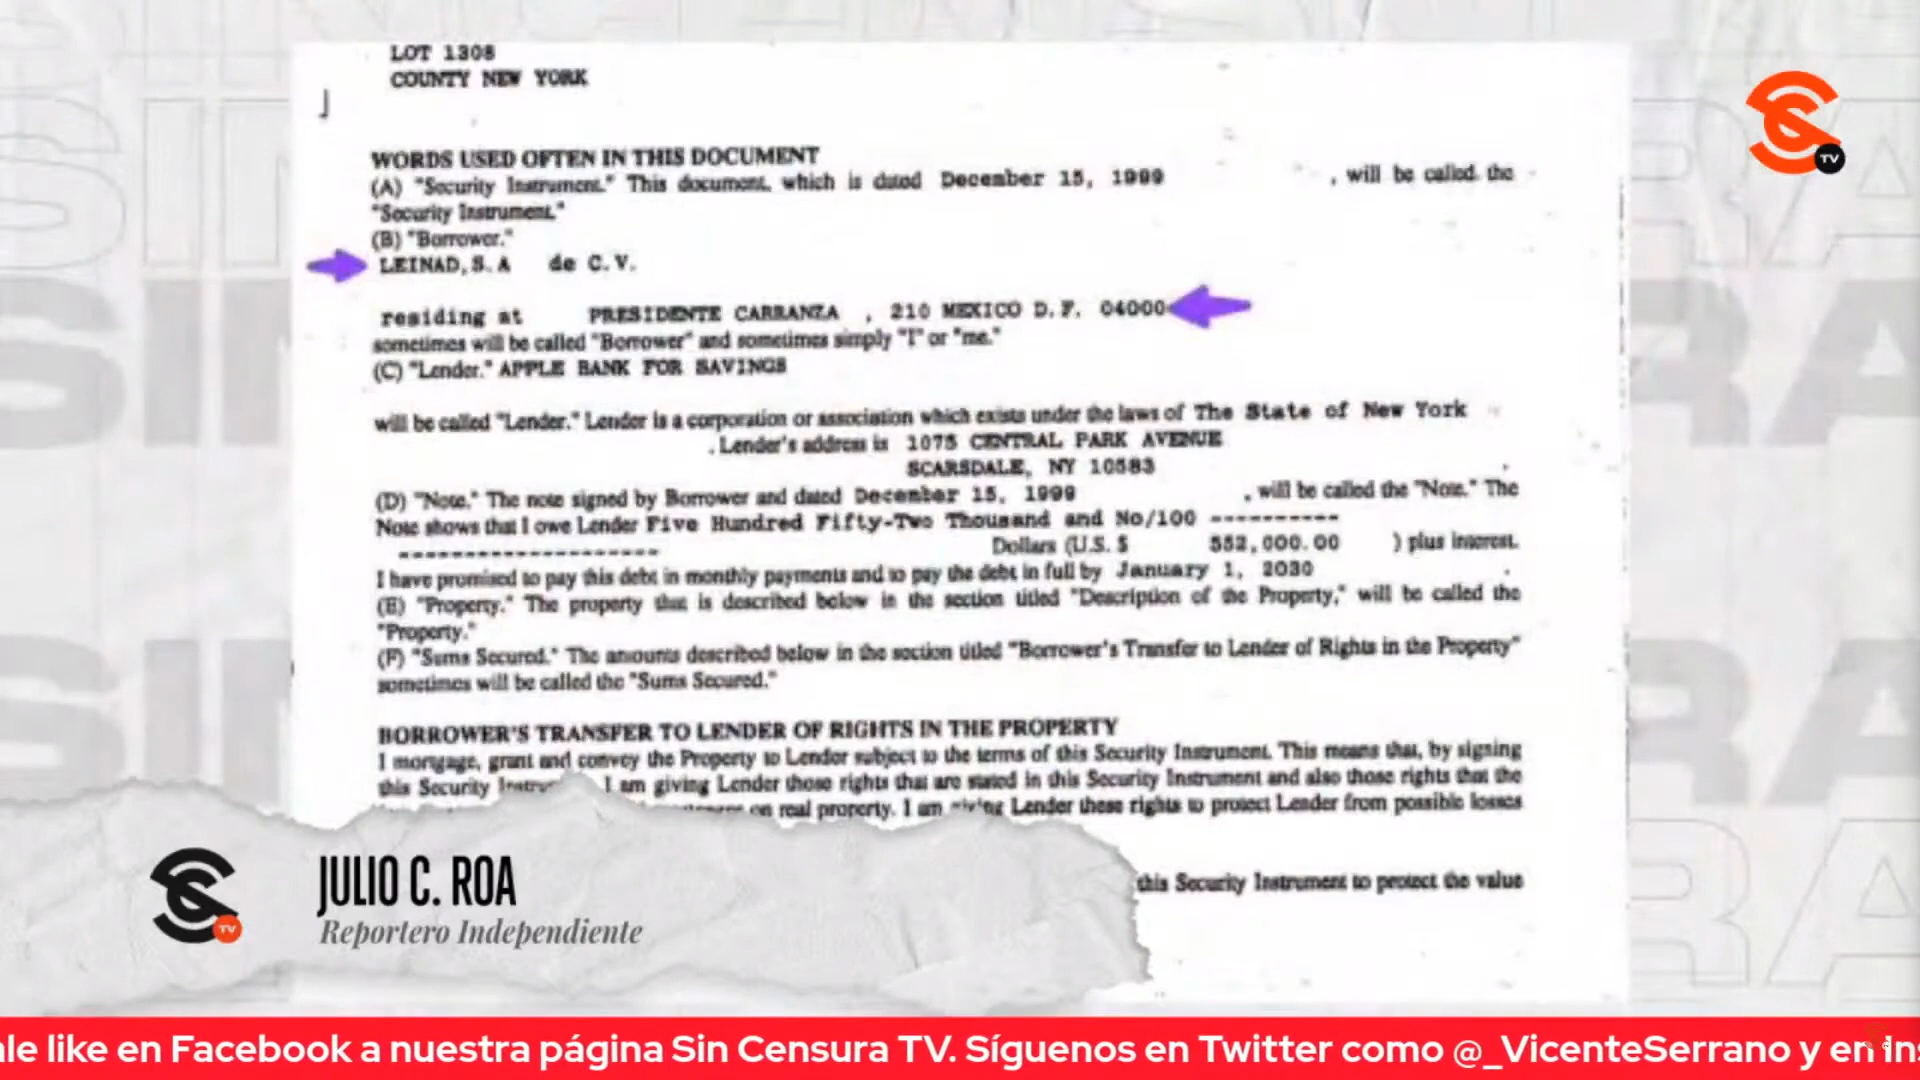 LOT 1308
COUNTY NEW YORK
WORDS USED OFTEN IN THIS DOCUMENT
(A) "Security Instrument." This document, which is dated December 15, 1999 , will be called the
"Security Instrument."
(B) "Borrower."
LEINAD, S.A de C.V.
residing at PRESIDENTE CARRANZA , 210 MEXICO D.F. 04000
sometimes will be called "Borrower" and sometimes simply "I" or "me."
(C) "Lender." APPLE BANK FOR SAVINGS
will be called "Lender." Lender is a corporation or association which exists under the laws of The State of New York
. Lender's address is 1075 CENTRAL PARK AVENUE
SCARSDALE, NY 10583 .
(D) "Note." The note signed by Borrower and dated December 15, 1999 , will be called the "Note." The
Note shows that I owe Lender Five Hundred Fifty-Two Thousand and No/100 ----------
-------------------- Dollars (U.S. $ 552,000.00 ) plus interest.
I have promised to pay this debt in monthly payments and to pay the debt in full by January 1, 2030 .
(E) "Property." The property that is described below in the section titled "Description of the Property," will be called the
"Property."
(F) "Sums Secured." The amounts described below in the section titled "Borrower's Transfer to Lender of Rights in the Property"
sometimes will be called the "Sums Secured."
BORROWER'S TRANSFER TO LENDER OF RIGHTS IN THE PROPERTY
I mortgage, grant and convey the Property to Lender subject to the terms of this Security Instrument. This means that, by signing
this Security I am giving Lender those rights that are stated in this Security Instrument and also those rights that the
on real property. I am giving Lender these rights to protect Lender from possible losses
this Security Instrument to protect the value
TV
JULIO C. ROA
Reportero Independiente
TV
ale like en Facebook a nuestra página Sin Censura TV. Síguenos en Twitter como @_VicenteSerrano y en Ins